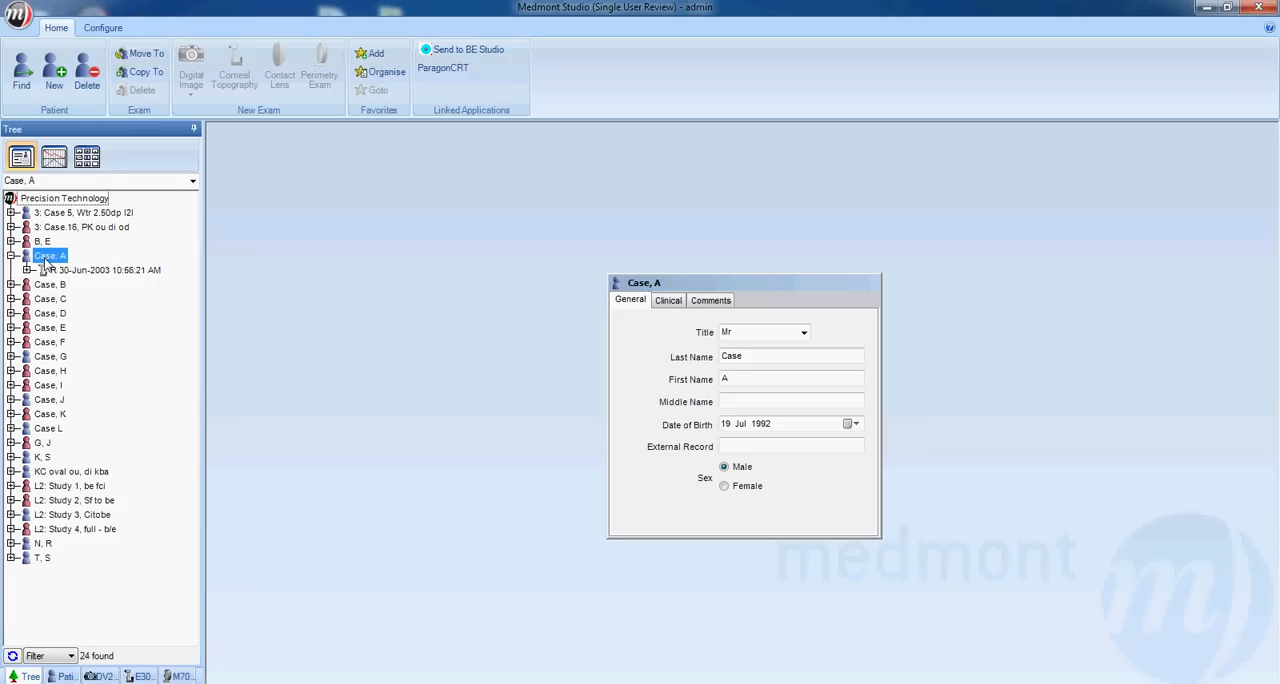 Medmont Studio (Single User Review) - admin
Home
Configure
Find
New
Delete
Patient
Move To
Copy To
Delete
Exam
Digital Image
Corneal Topography
Contact Lens
Perimetry Exam
New Exam
Add
Organise
Goto
Favorites
Send to BE Studio
ParagonCRT
Linked Applications
Tree
Case, A
Precision Technology
3: Case 5, Wtr 2.50dp l2l
3: Case.16, PK ou di od
B, E
Case, A
R 30-Jun-2003 10:56:21 AM
Case, B
Case, C
Case, D
Case, E
Case, F
Case, G
Case, H
Case, I
Case, J
Case, K
Case L
G, J
K, S
KC oval ou, di kba
L2: Study 1, be fci
L2: Study 2, Sf to be
L2: Study 3, Citobe
L2: Study 4, full - b/e
N, R
T, S
Filter
24 found
Tree
Pati...
DV2...
E30...
M70...
Case, A
General
Clinical
Comments
Title
Mr
Last Name
Case
First Name
A
Middle Name
Date of Birth
19 Jul 1992
External Record
Sex
Male
Female
medmont